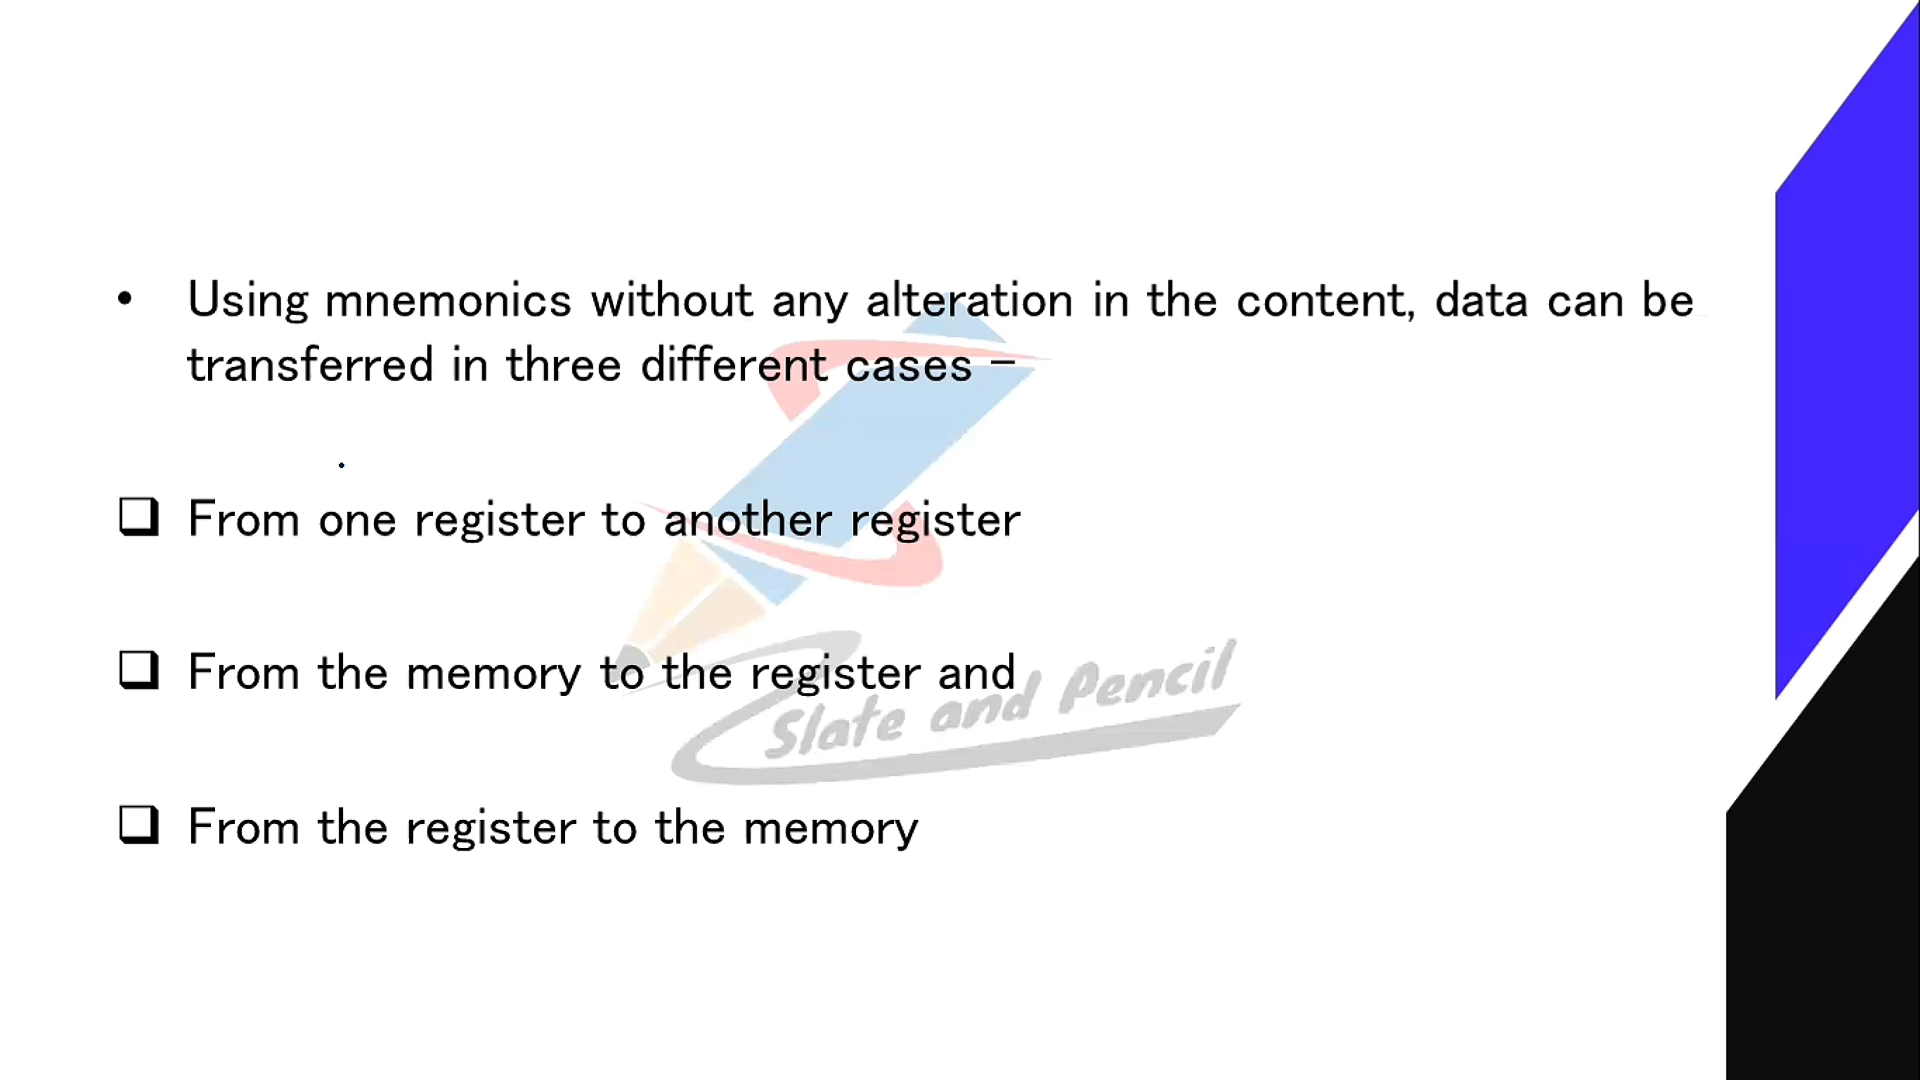 • Using mnemonics without any alteration in the content, data can be
transferred in three different cases –
❑ From one register to another register
❑ From the memory to the register and
Slate and Pencil
❑ From the register to the memory